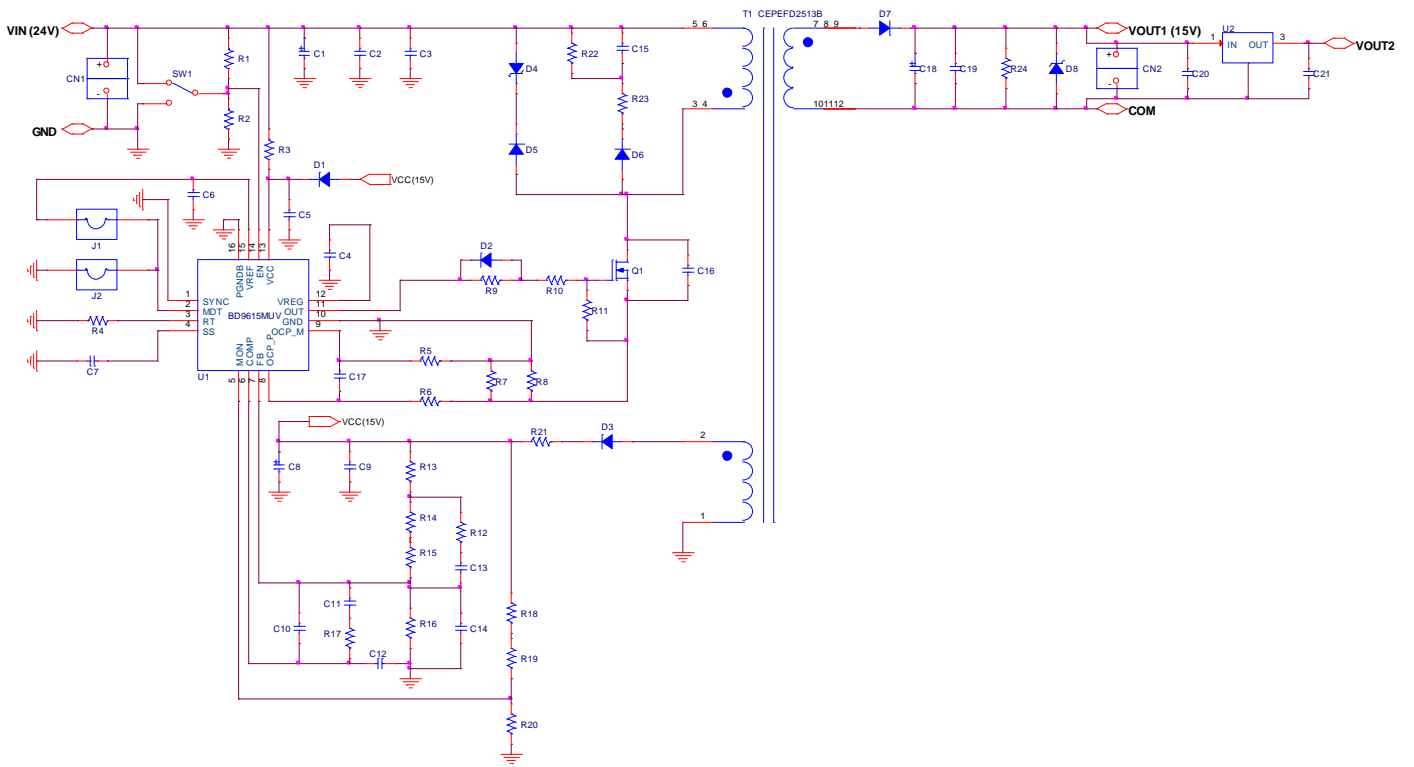 T1 CEPEFD2513B
VIN (24V)
5 6
7 8 9
D7
VOUT1 (15V)
U2
1
IN OUT
3
VOUT2
+
CN1
-
SW1
R1
R2
C1
C2
C3
D4
R22
C15
R23
C18
C19
R24
D8
+
CN2
-
C20
C21
3 4
101112
COM
GND
R3
D5
D6
D1
VCC(15V)
C6
C5
C4
J1
J2
16
15
14
13
PGNDB
VREF
EN
VCC
1
2
3
4
SYNC
MDT
RT
SS
BD9615MUV
VREG
OUT
GND
OCP_M
12
11
10
9
MON
COMP
FB
OCP_P
5
6
7
8
U1
R4
C7
D2
R9
R10
Q1
C16
R11
C17
R5
R6
R7
R8
VCC(15V)
R21
D3
2
1
C8
C9
R13
R14
R12
R15
C13
C11
C10
R17
R16
C14
C12
R18
R19
R20